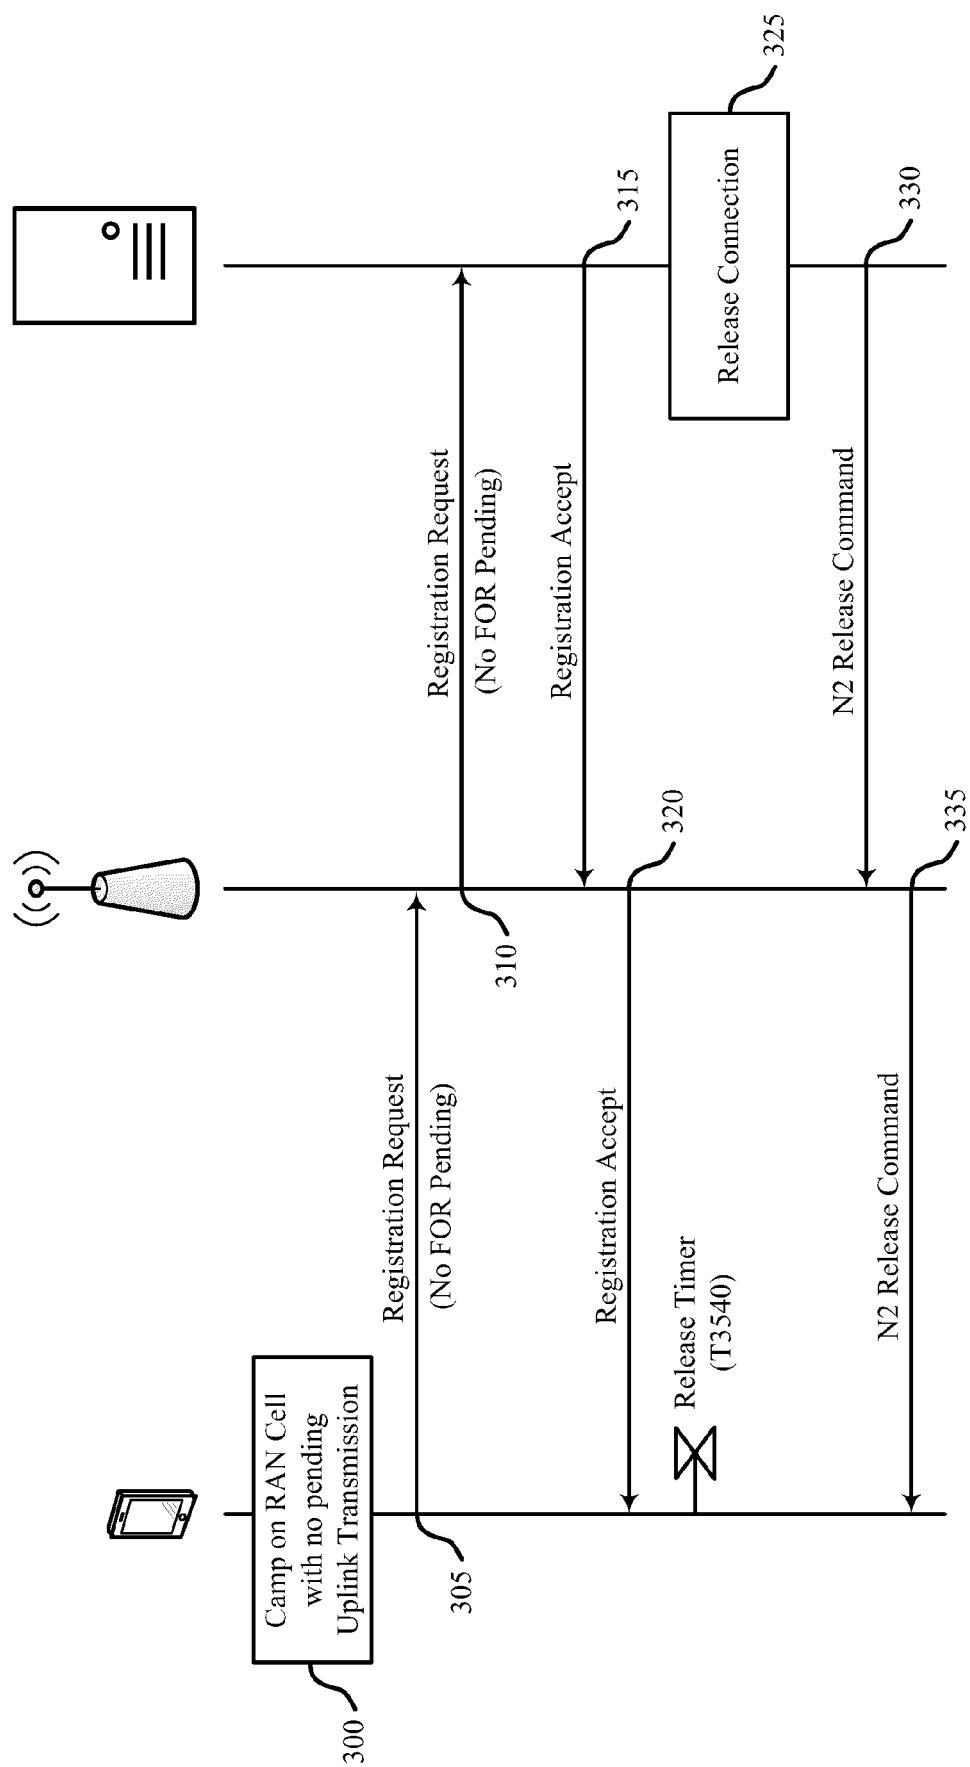 Camp on RAN Cell
with no pending
Uplink Transmission
300
Registration Request
(No FOR Pending)
305
Registration Request
(No FOR Pending)
310
Registration Accept
315
Registration Accept
320
Release Timer
(T3540)
Release Connection
325
N2 Release Command
330
N2 Release Command
335